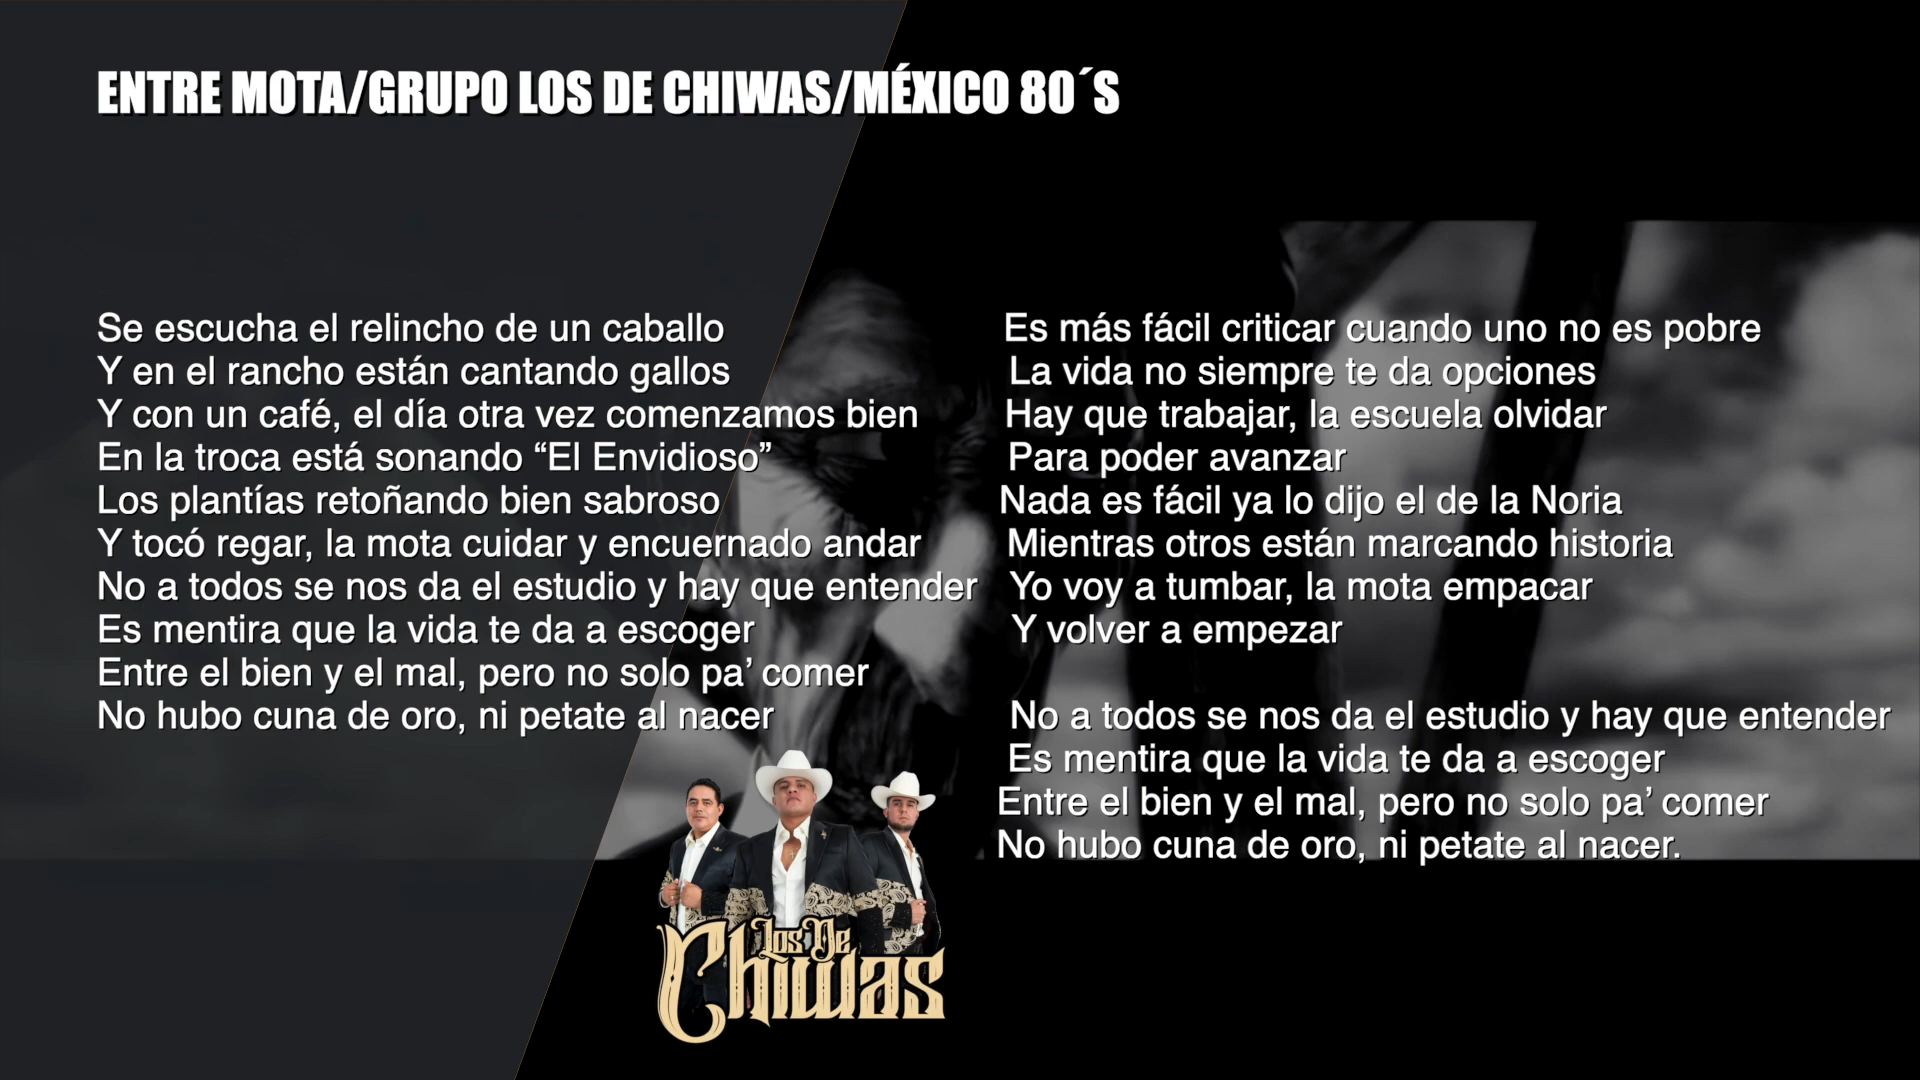 ENTRE MOTA/GRUPO LOS DE CHIWAS/MÉXICO 80´S
Se escucha el relincho de un caballo
Y en el rancho están cantando gallos
Y con un café, el día otra vez comenzamos bien
En la troca está sonando “El Envidioso”
Los plantías retoñando bien sabroso
Y tocó regar, la mota cuidar y encuernado andar
No a todos se nos da el estudio y hay que entender
Es mentira que la vida te da a escoger
Entre el bien y el mal, pero no solo pa’ comer
No hubo cuna de oro, ni petate al nacer
Es más fácil criticar cuando uno no es pobre
La vida no siempre te da opciones
Hay que trabajar, la escuela olvidar
Para poder avanzar
Nada es fácil ya lo dijo el de la Noria
Mientras otros están marcando historia
Yo voy a tumbar, la mota empacar
Y volver a empezar
No a todos se nos da el estudio y hay que entender
Es mentira que la vida te da a escoger
Entre el bien y el mal, pero no solo pa’ comer
No hubo cuna de oro, ni petate al nacer.
Los De
Chiwas